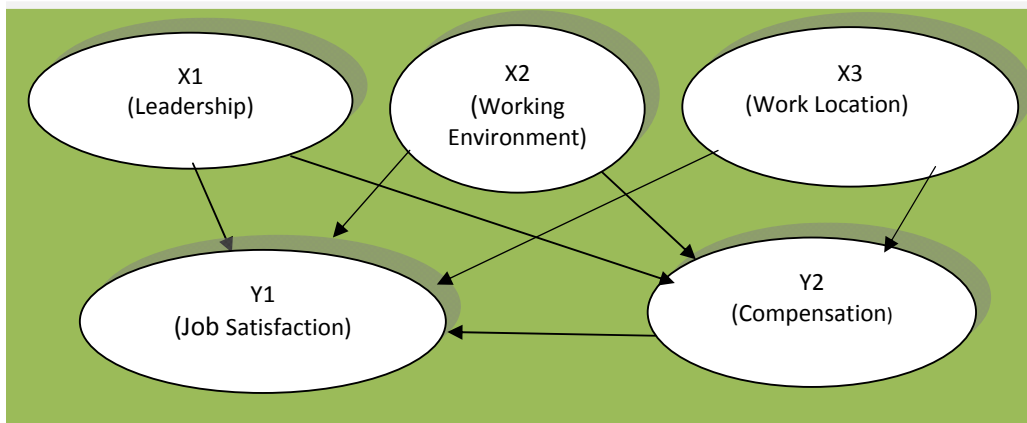 X1
(Leadership)
X2
(Working
Environment)
X3
(Work Location)
Y1
(Job Satisfaction)
Y2
(Compensation)